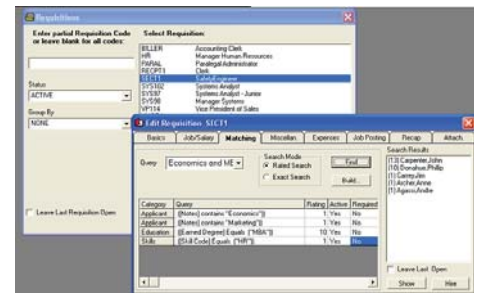 Requisitions
Enter partial Requisition Code
or leave blank for all codes:
Select Requisition:
BILLER Accounting Clerk
HR Manager Human Resources
PARAL Paralegal Administrator
RECPT1 Clerk
SECT1 Safety Engineer
SYS102 Systems Analyst
SYS97 Systems Analyst - Junior
SYS98 Manager Systems
VP114 Vice President of Sales
Status
ACTIVE
Group By
NONE
Leave Last Requisition Open
Edit Requisition SECT1
Basics Job/Salary Matching Miscellan. Expenses Job Posting Recap Attach.
Query Economics and ME
Search Mode
Rated Search
Exact Search
Find
Build...
Search Results
(13) Carpenter, John
(10) Donahue, Philip
(1) Carrey, Jim
(1) Archer, Anne
(1) Agassi, Andre
Category Query Rating Active Required
Applicant ([Notes] contains "Economics") 1 Yes No
Applicant ([Notes] contains "Marketing") 1 Yes No
Education ([Earned Degree] Equals ("MBA")) 10 Yes No
Skills ([Skill Code] Equals ("HR")) 1 Yes No
Leave Last Open
Show Hire